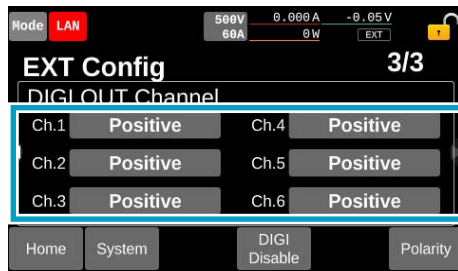 Mode LAN 500V 0.000A -0.05V
60A 0W EXT
EXT Config 3/3
DIGI OUT Channel
Ch.1 Positive Ch.4 Positive
Ch.2 Positive Ch.5 Positive
Ch.3 Positive Ch.6 Positive
Home System DIGI Disable Polarity